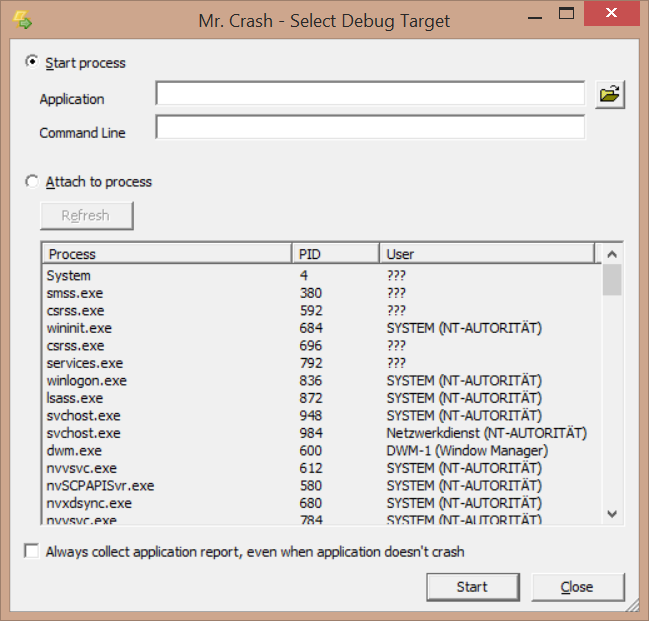 Mr. Crash - Select Debug Target
Start process
Application
Command Line
Attach to process
Refresh
Process PID User
System 4 ???
smss.exe 380 ???
csrss.exe 592 ???
wininit.exe 684 SYSTEM (NT-AUTORITÄT)
csrss.exe 696 ???
services.exe 792 ???
winlogon.exe 836 SYSTEM (NT-AUTORITÄT)
lsass.exe 872 SYSTEM (NT-AUTORITÄT)
svchost.exe 948 SYSTEM (NT-AUTORITÄT)
svchost.exe 984 Netzwerkdienst (NT-AUTORITÄT)
dwm.exe 600 DWM-1 (Window Manager)
nvvsvc.exe 612 SYSTEM (NT-AUTORITÄT)
nvSCPAPISvr.exe 580 SYSTEM (NT-AUTORITÄT)
nvxdsync.exe 680 SYSTEM (NT-AUTORITÄT)
nvvsvc.exe 784 SYSTEM (NT-AUTORITÄT)
Always collect application report, even when application doesn't crash
Start Close